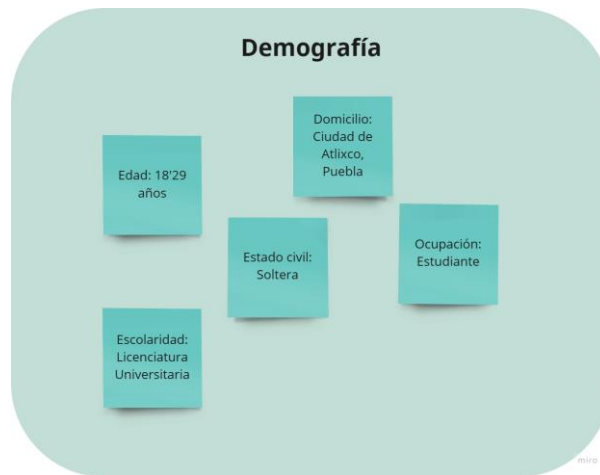 Demografía
Domicilio:
Ciudad de
Atlixco,
Puebla
Edad: 18'29
años
Estado civil:
Soltera
Ocupación:
Estudiante
Escolaridad:
Licenciatura
Universitaria
miro